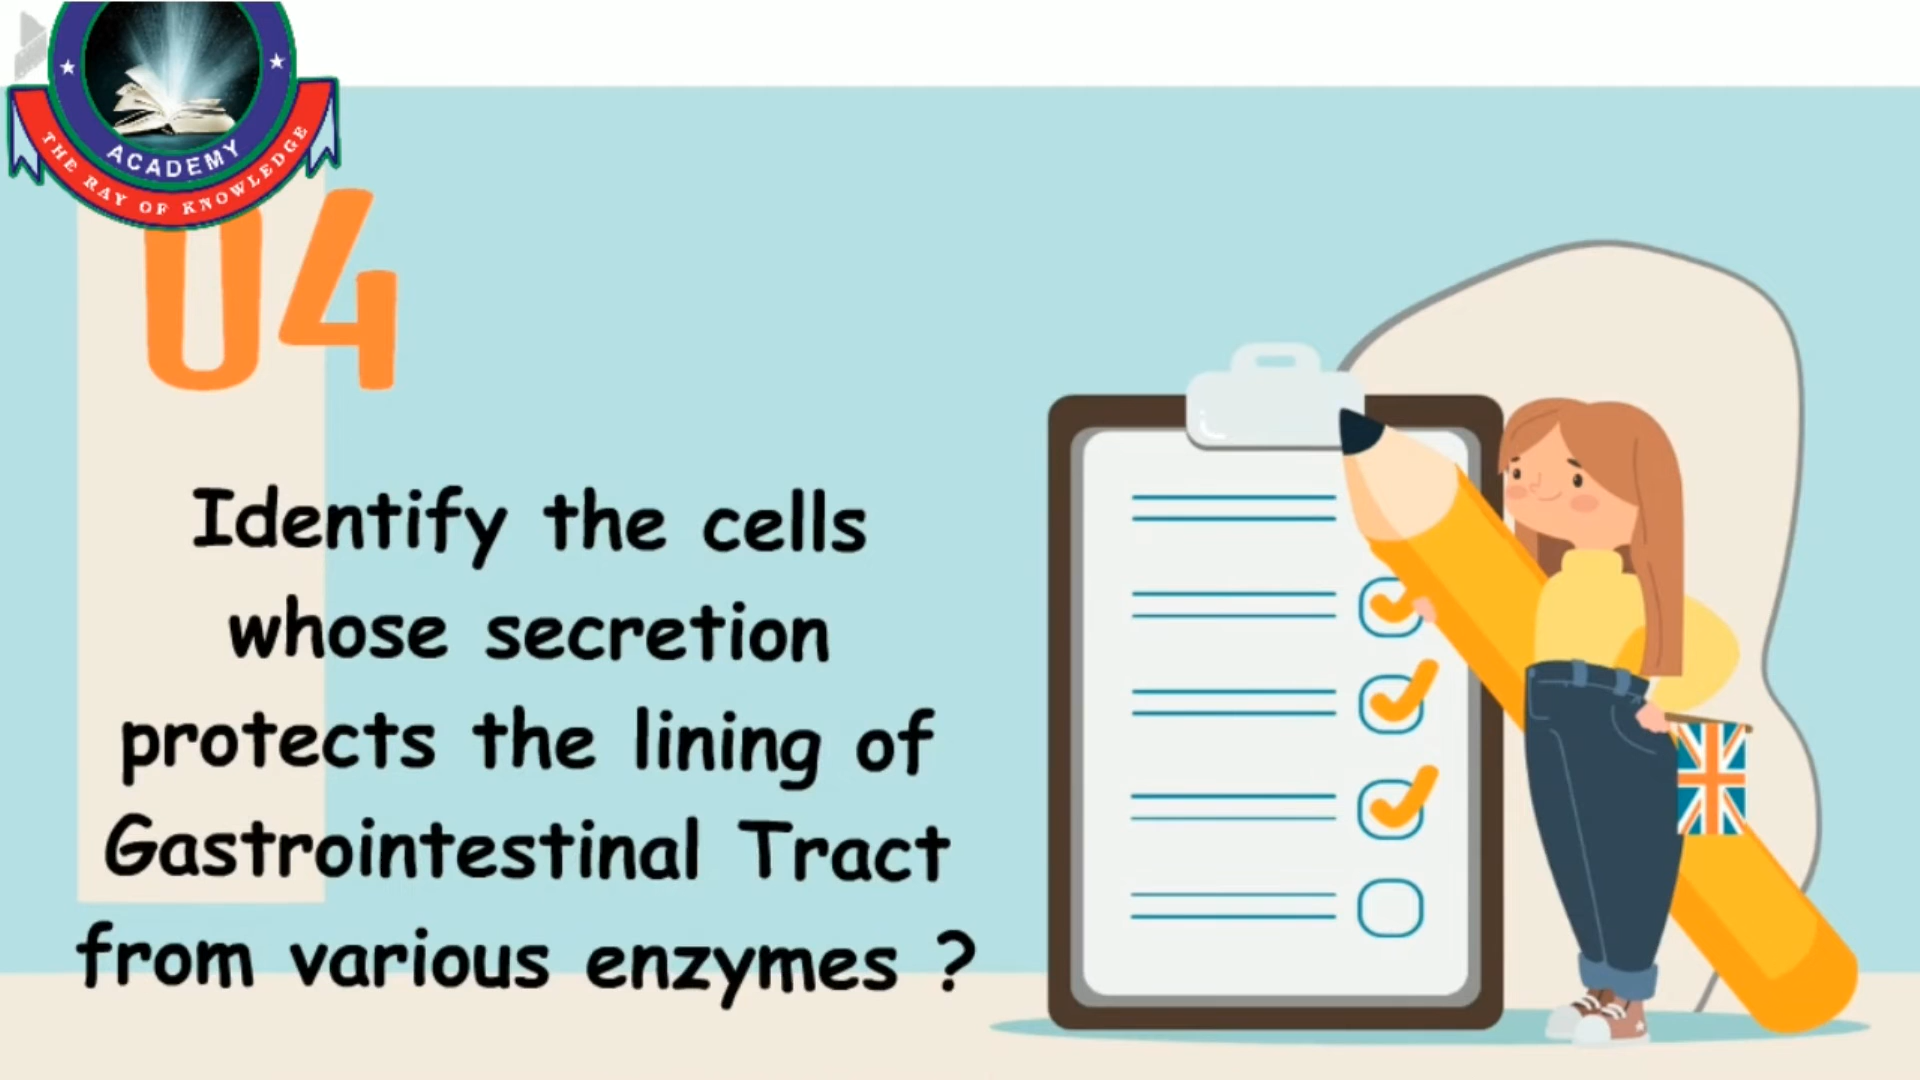 ACADEMY
THE RAY OF KNOWLEDGE
04
Identify the cells
whose secretion
protects the lining of
Gastrointestinal Tract
from various enzymes ?